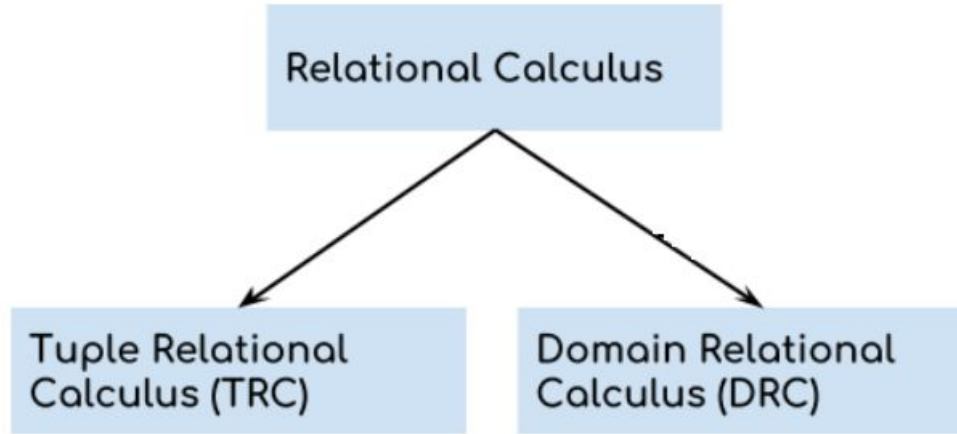 Relational Calculus
Tuple Relational
Calculus (TRC)
Domain Relational
Calculus (DRC)